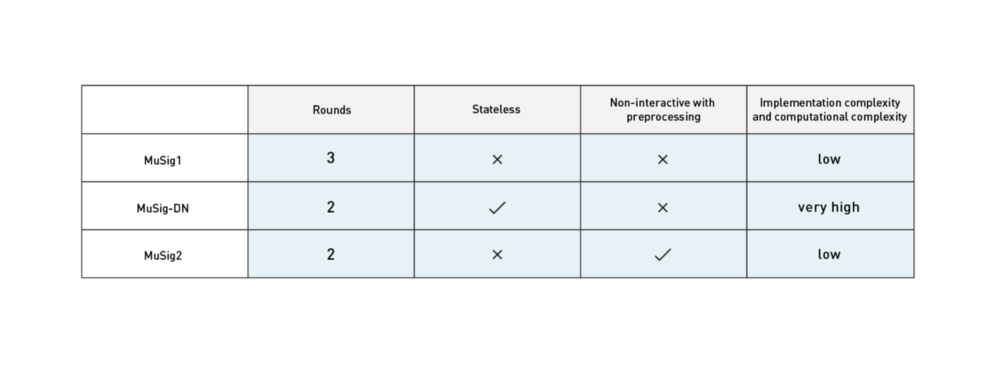 Rounds
Stateless
Non-interactive with
preprocessing
Implementation complexity
and computational complexity
MuSig1
3
×
×
low
MuSig-DN
2
✓
×
very high
MuSig2
2
×
✓
low